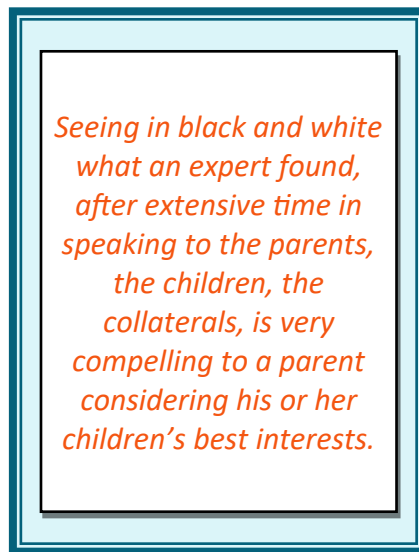 Seeing in black and white
what an expert found,
after extensive time in
speaking to the parents,
the children, the
collaterals, is very
compelling to a parent
considering his or her
children’s best interests.